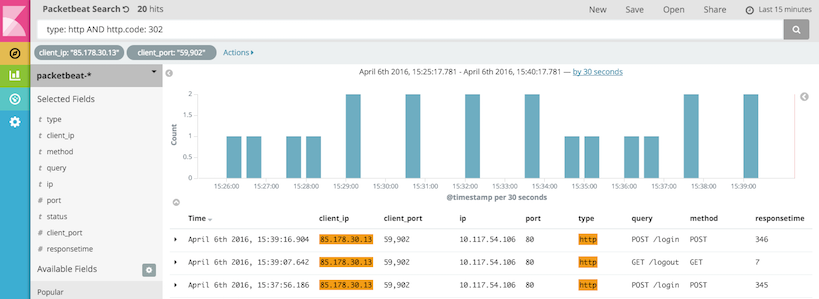 Packetbeat Search 20 hits New Save Open Share Last 15 minutes
type: http AND http.code: 302
client_ip: "85.178.30.13" client_port: "59,902" Actions
packetbeat-*
April 6th 2016, 15:25:17.781 - April 6th 2016, 15:40:17.781 — by 30 seconds
Selected Fields
t type
t client_ip
t method
t query
t ip
# port
t status
# client_port
# responsetime
Available Fields
Popular
Count
2
1.5
1
0.5
0
15:26:00 15:27:00 15:28:00 15:29:00 15:30:00 15:31:00 15:32:00 15:33:00 15:34:00 15:35:00 15:36:00 15:37:00 15:38:00 15:39:00
@timestamp per 30 seconds
Time client_ip client_port ip port type query method responsetime
April 6th 2016, 15:39:16.904 85.178.30.13 59,902 10.117.54.106 80 http POST /login POST 346
April 6th 2016, 15:39:07.642 85.178.30.13 59,902 10.117.54.106 80 http GET /logout GET 7
April 6th 2016, 15:37:56.186 85.178.30.13 59,902 10.117.54.106 80 http POST /login POST 345